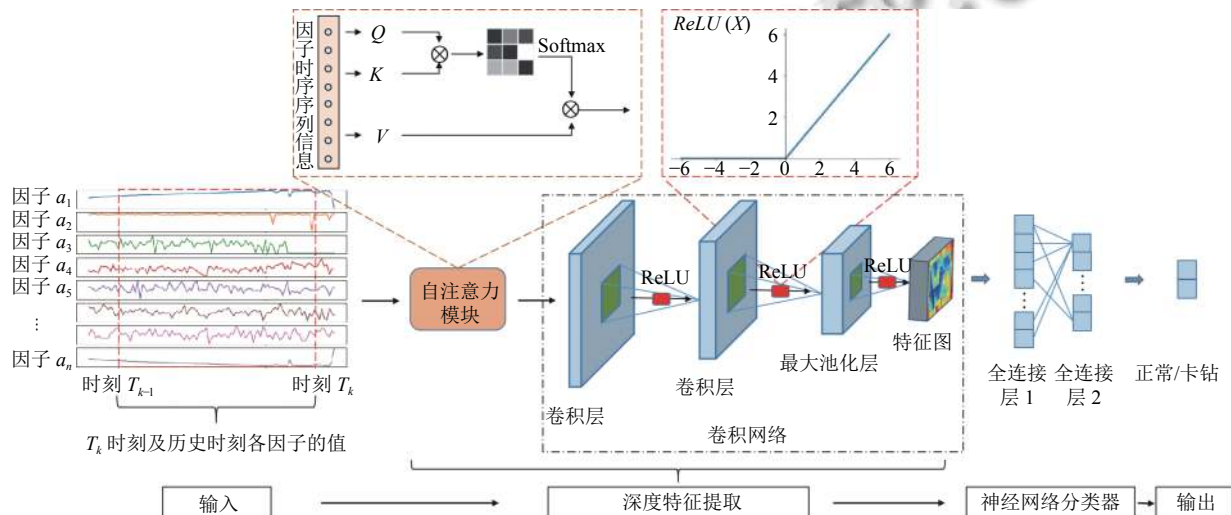 因子时序序列信息
Q
K
V
Softmax
ReLU (X)
6
4
2
−6 −4 −2 0 2 4 6
因子 a₁
因子 a₂
因子 a₃
因子 a₄
因子 a₅
⋮
因子 aₙ
时刻 Tₖ₋₁
时刻 Tₖ
Tₖ 时刻及历史时刻各因子的值
自注意力
模块
ReLU
ReLU
ReLU
卷积层
卷积层
最大池化层
特征图
卷积网络
全连接
层 1
全连接
层 2
正常/卡钻
输入
深度特征提取
神经网络分类器
输出